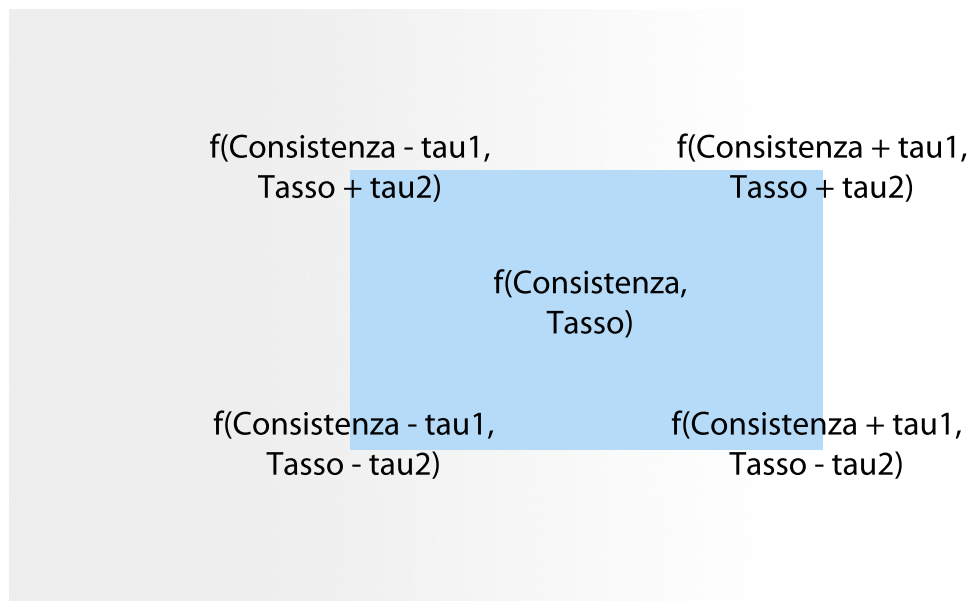 f(Consistenza - tau1,
Tasso + tau2)
f(Consistenza + tau1,
Tasso + tau2)
f(Consistenza,
Tasso)
f(Consistenza - tau1,
Tasso - tau2)
f(Consistenza + tau1,
Tasso - tau2)